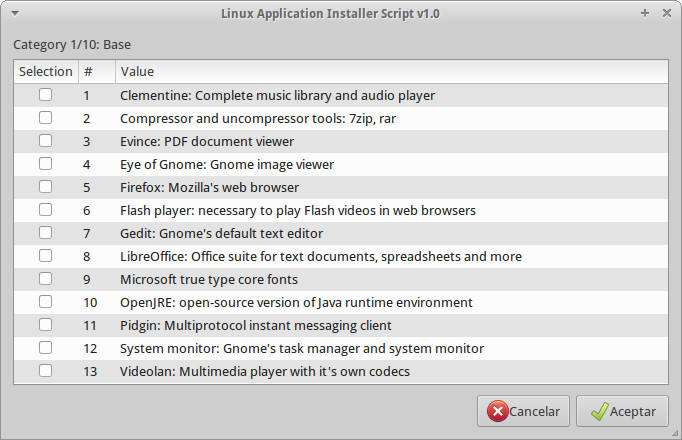 Linux Application Installer Script v1.0
Category 1/10: Base
Selection # Value
1 Clementine: Complete music library and audio player
2 Compressor and uncompressor tools: 7zip, rar
3 Evince: PDF document viewer
4 Eye of Gnome: Gnome image viewer
5 Firefox: Mozilla's web browser
6 Flash player: necessary to play Flash videos in web browsers
7 Gedit: Gnome's default text editor
8 LibreOffice: Office suite for text documents, spreadsheets and more
9 Microsoft true type core fonts
10 OpenJRE: open-source version of Java runtime environment
11 Pidgin: Multiprotocol instant messaging client
12 System monitor: Gnome's task manager and system monitor
13 Videolan: Multimedia player with it's own codecs
Cancelar Aceptar